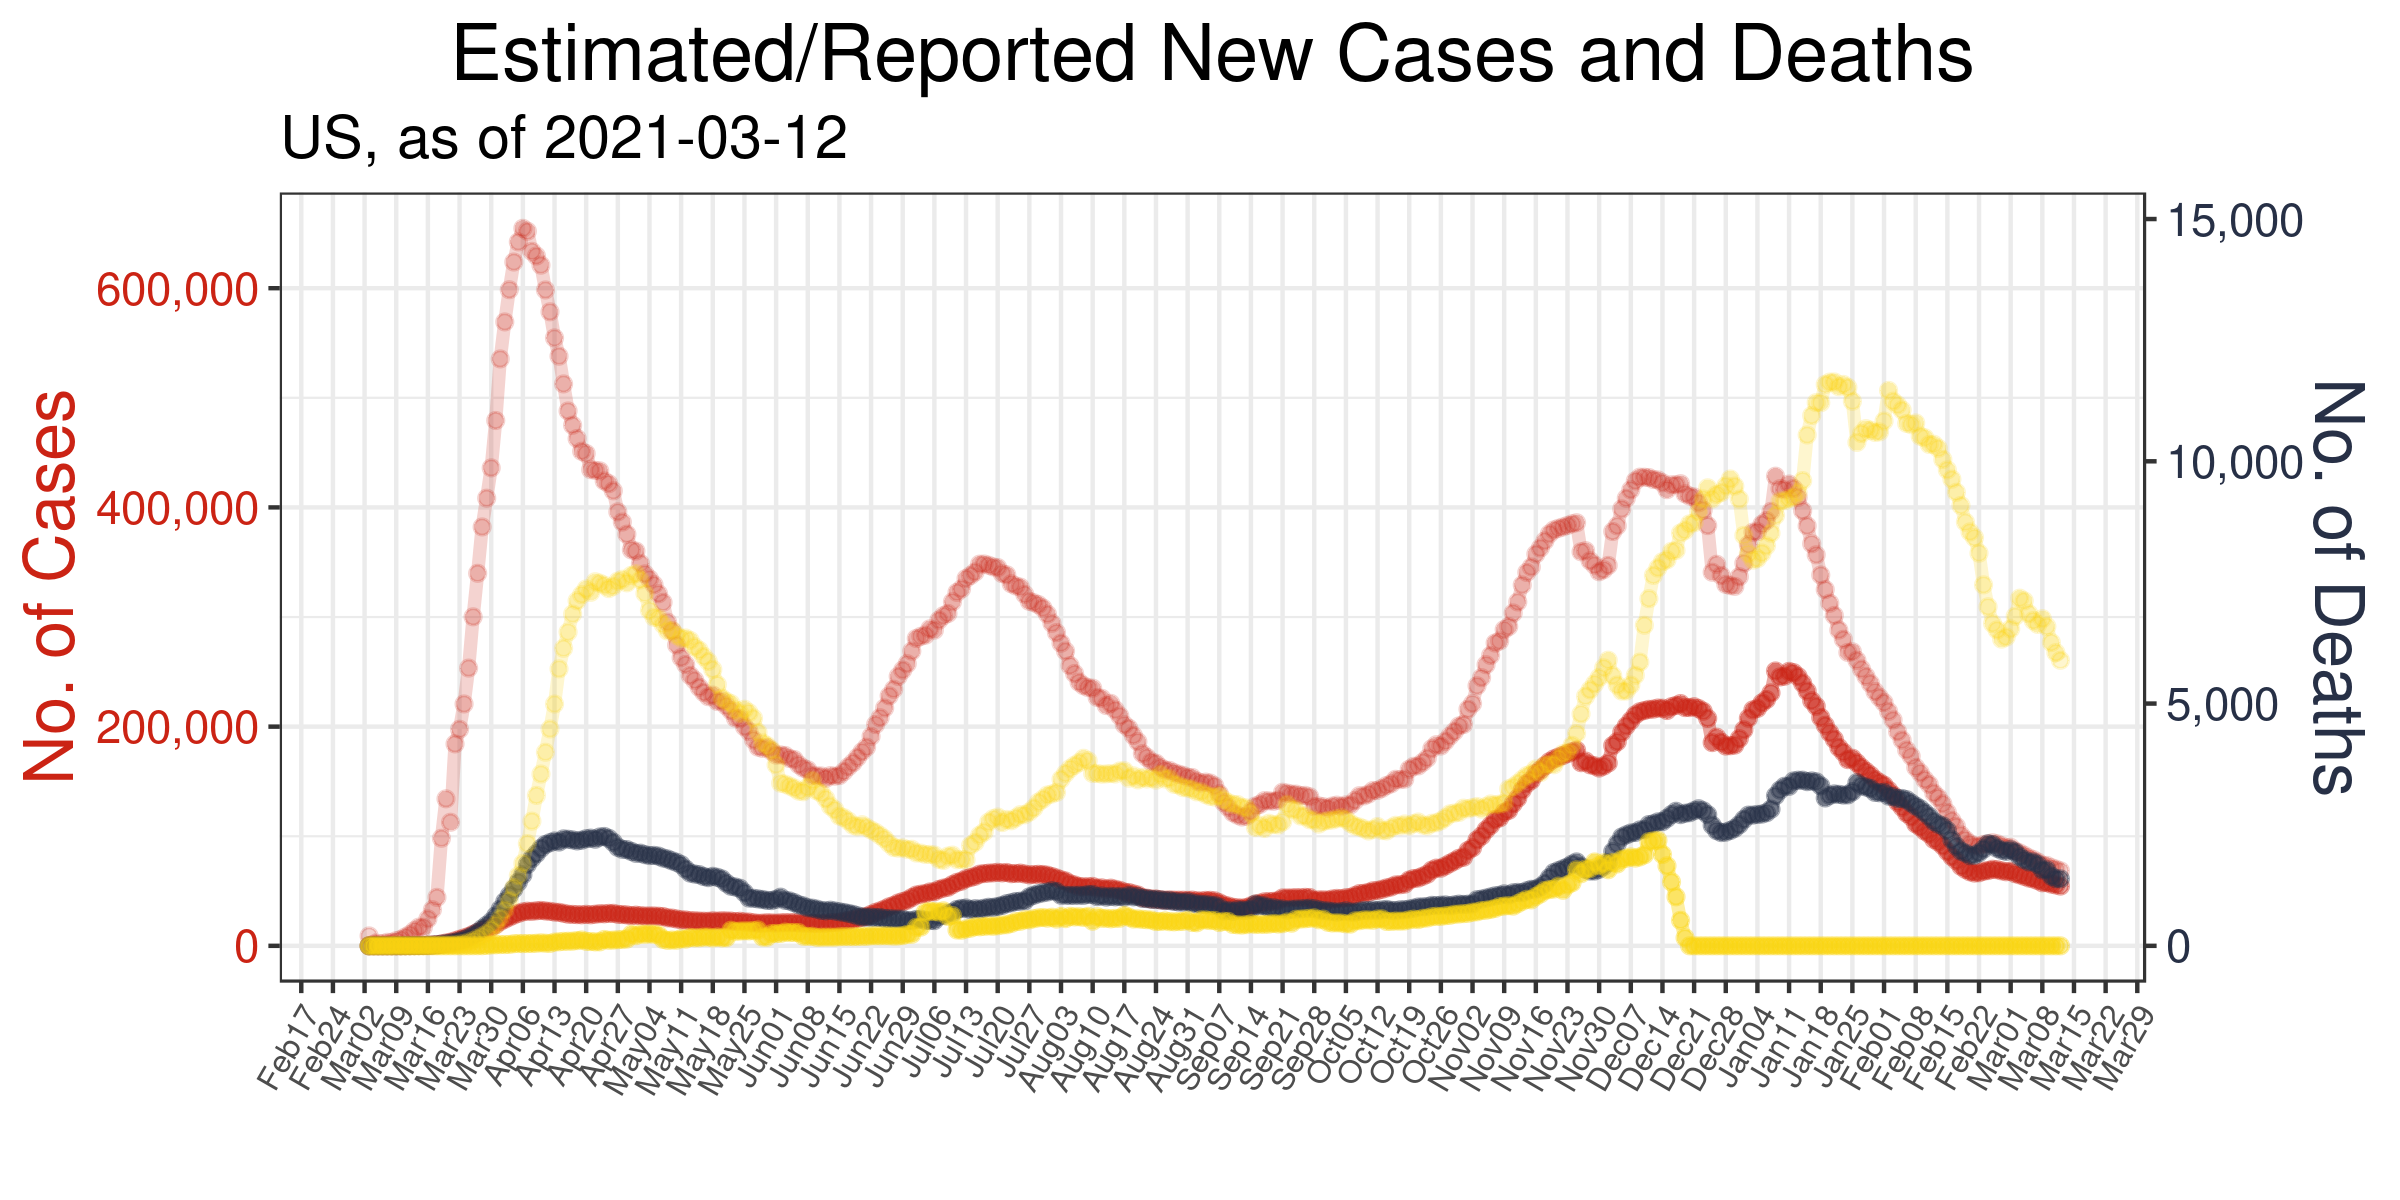 Estimated/Reported New Cases and Deaths
US, as of 2021-03-12
No. of Cases
600,000
400,000
200,000
0
15,000
10,000
5,000
0
No. of Deaths
Feb17
Feb24
Mar02
Mar09
Mar16
Mar23
Mar30
Apr06
Apr13
Apr20
Apr27
May04
May11
May18
May25
Jun01
Jun08
Jun15
Jun22
Jun29
Jul06
Jul13
Jul20
Jul27
Aug03
Aug10
Aug17
Aug24
Aug31
Sep07
Sep14
Sep21
Sep28
Oct05
Oct12
Oct19
Oct26
Nov02
Nov09
Nov16
Nov23
Nov30
Dec07
Dec14
Dec21
Dec28
Jan04
Jan11
Jan18
Jan25
Feb01
Feb08
Feb15
Feb22
Mar01
Mar08
Mar15
Mar22
Mar29